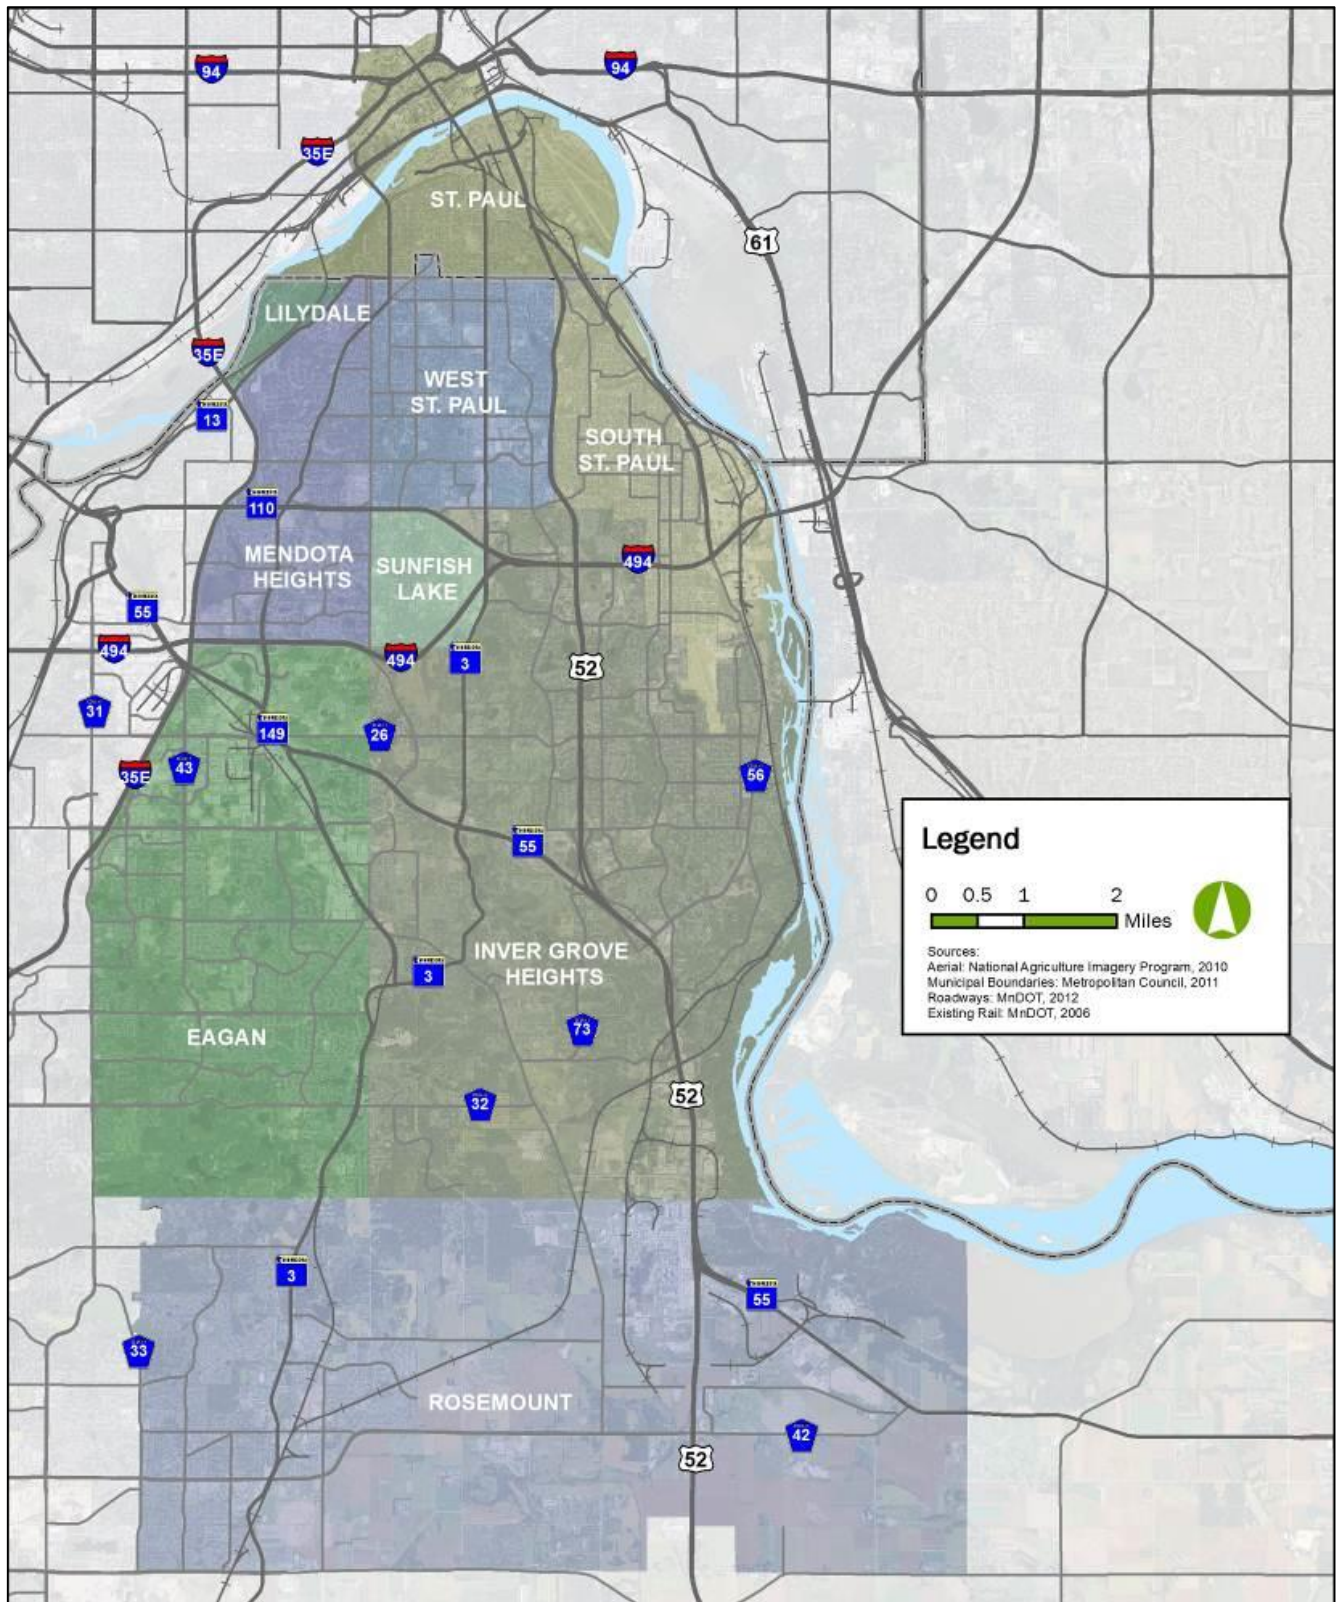 94
94
35E
ST. PAUL
61
LILYDALE
35E
WEST
ST. PAUL
13
SOUTH
ST. PAUL
110
MENDOTA
HEIGHTS
SUNFISH
LAKE
494
55
494
494
3
52
31
149
26
43
35E
56
55
Legend
0 0.5 1 2
Miles
Sources:
Aerial: National Agriculture Imagery Program, 2010
Municipal Boundaries: Metropolitan Council, 2011
Roadways: MnDOT, 2012
Existing Rail: MnDOT, 2006
INVER GROVE
HEIGHTS
3
73
EAGAN
32
52
3
55
33
ROSEMOUNT
42
52